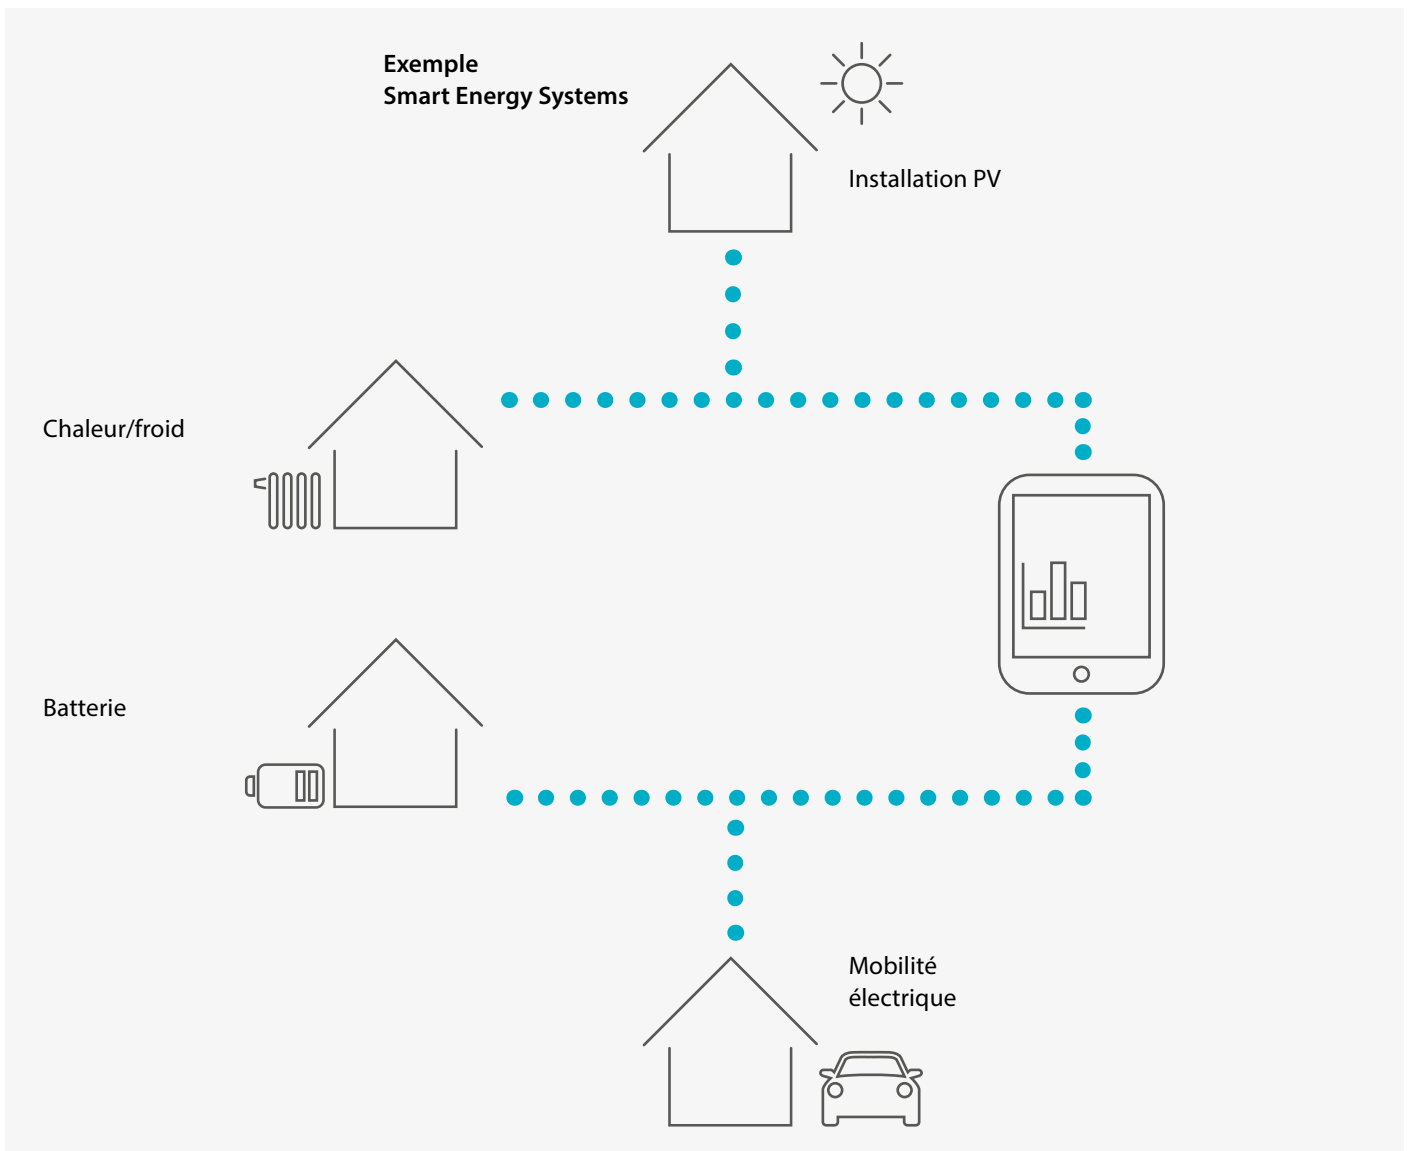 Exemple
Smart Energy Systems
Installation PV
Chaleur/froid
Batterie
Mobilité
électrique